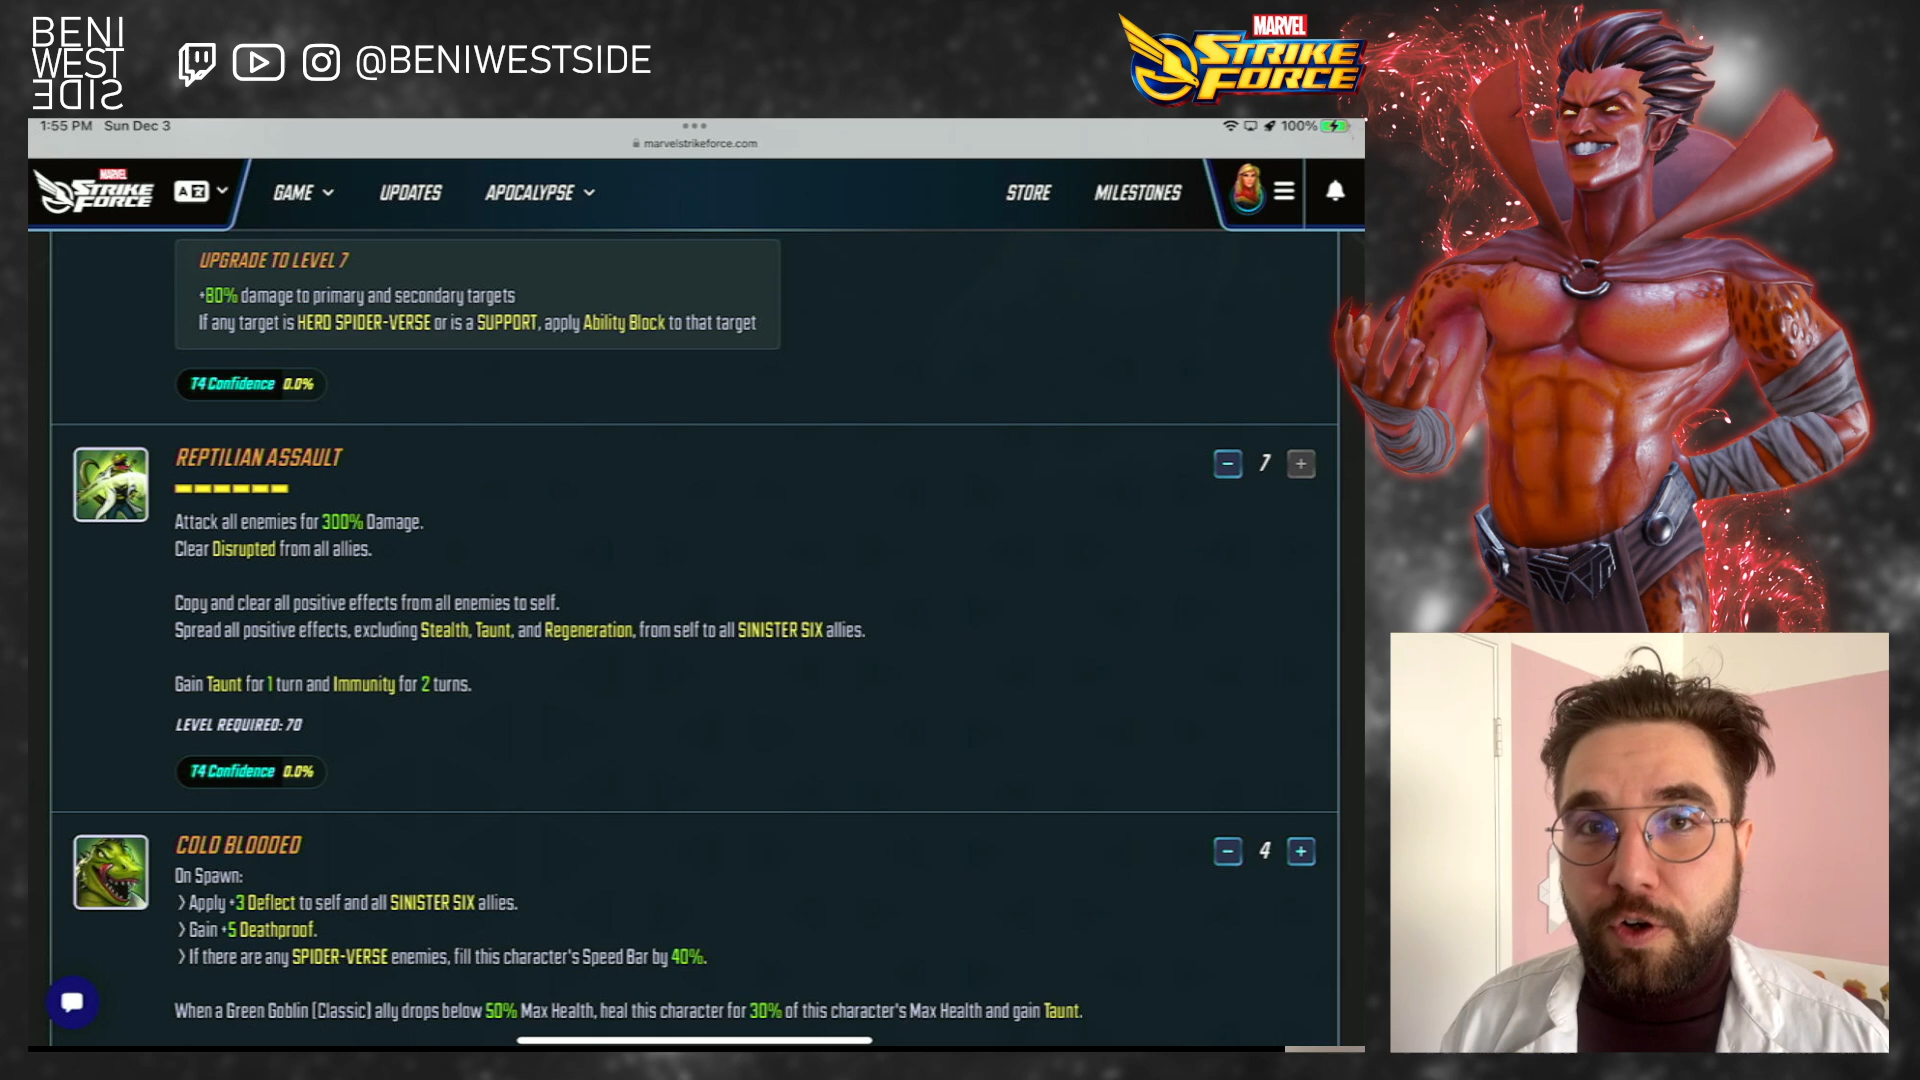 BENI
WEST
SIDE
@BENIWESTSIDE
MARVEL
STRIKE
FORCE
1:55 PM Sun Dec 3
marvelstrikeforce.com
100%
MARVEL
STRIKE
FORCE
GAME
UPDATES
APOCALYPSE
STORE
MILESTONES
UPGRADE TO LEVEL 7
+80% damage to primary and secondary targets
If any target is HERO SPIDER-VERSE or is a SUPPORT, apply Ability Block to that target
T4 Confidence 0.0%
REPTILIAN ASSAULT
- 7 +
Attack all enemies for 300% Damage.
Clear Disrupted from all allies.
Copy and clear all positive effects from all enemies to self.
Spread all positive effects, excluding Stealth, Taunt, and Regeneration, from self to all SINISTER SIX allies.
Gain Taunt for 1 turn and Immunity for 2 turns.
LEVEL REQUIRED: 70
T4 Confidence 0.0%
COLD BLOODED
- 4 +
On Spawn:
> Apply +3 Deflect to self and all SINISTER SIX allies.
> Gain +5 Deathproof.
> If there are any SPIDER-VERSE enemies, fill this character's Speed Bar by 40%.
When a Green Goblin (Classic) ally drops below 50% Max Health, heal this character for 30% of this character's Max Health and gain Taunt.